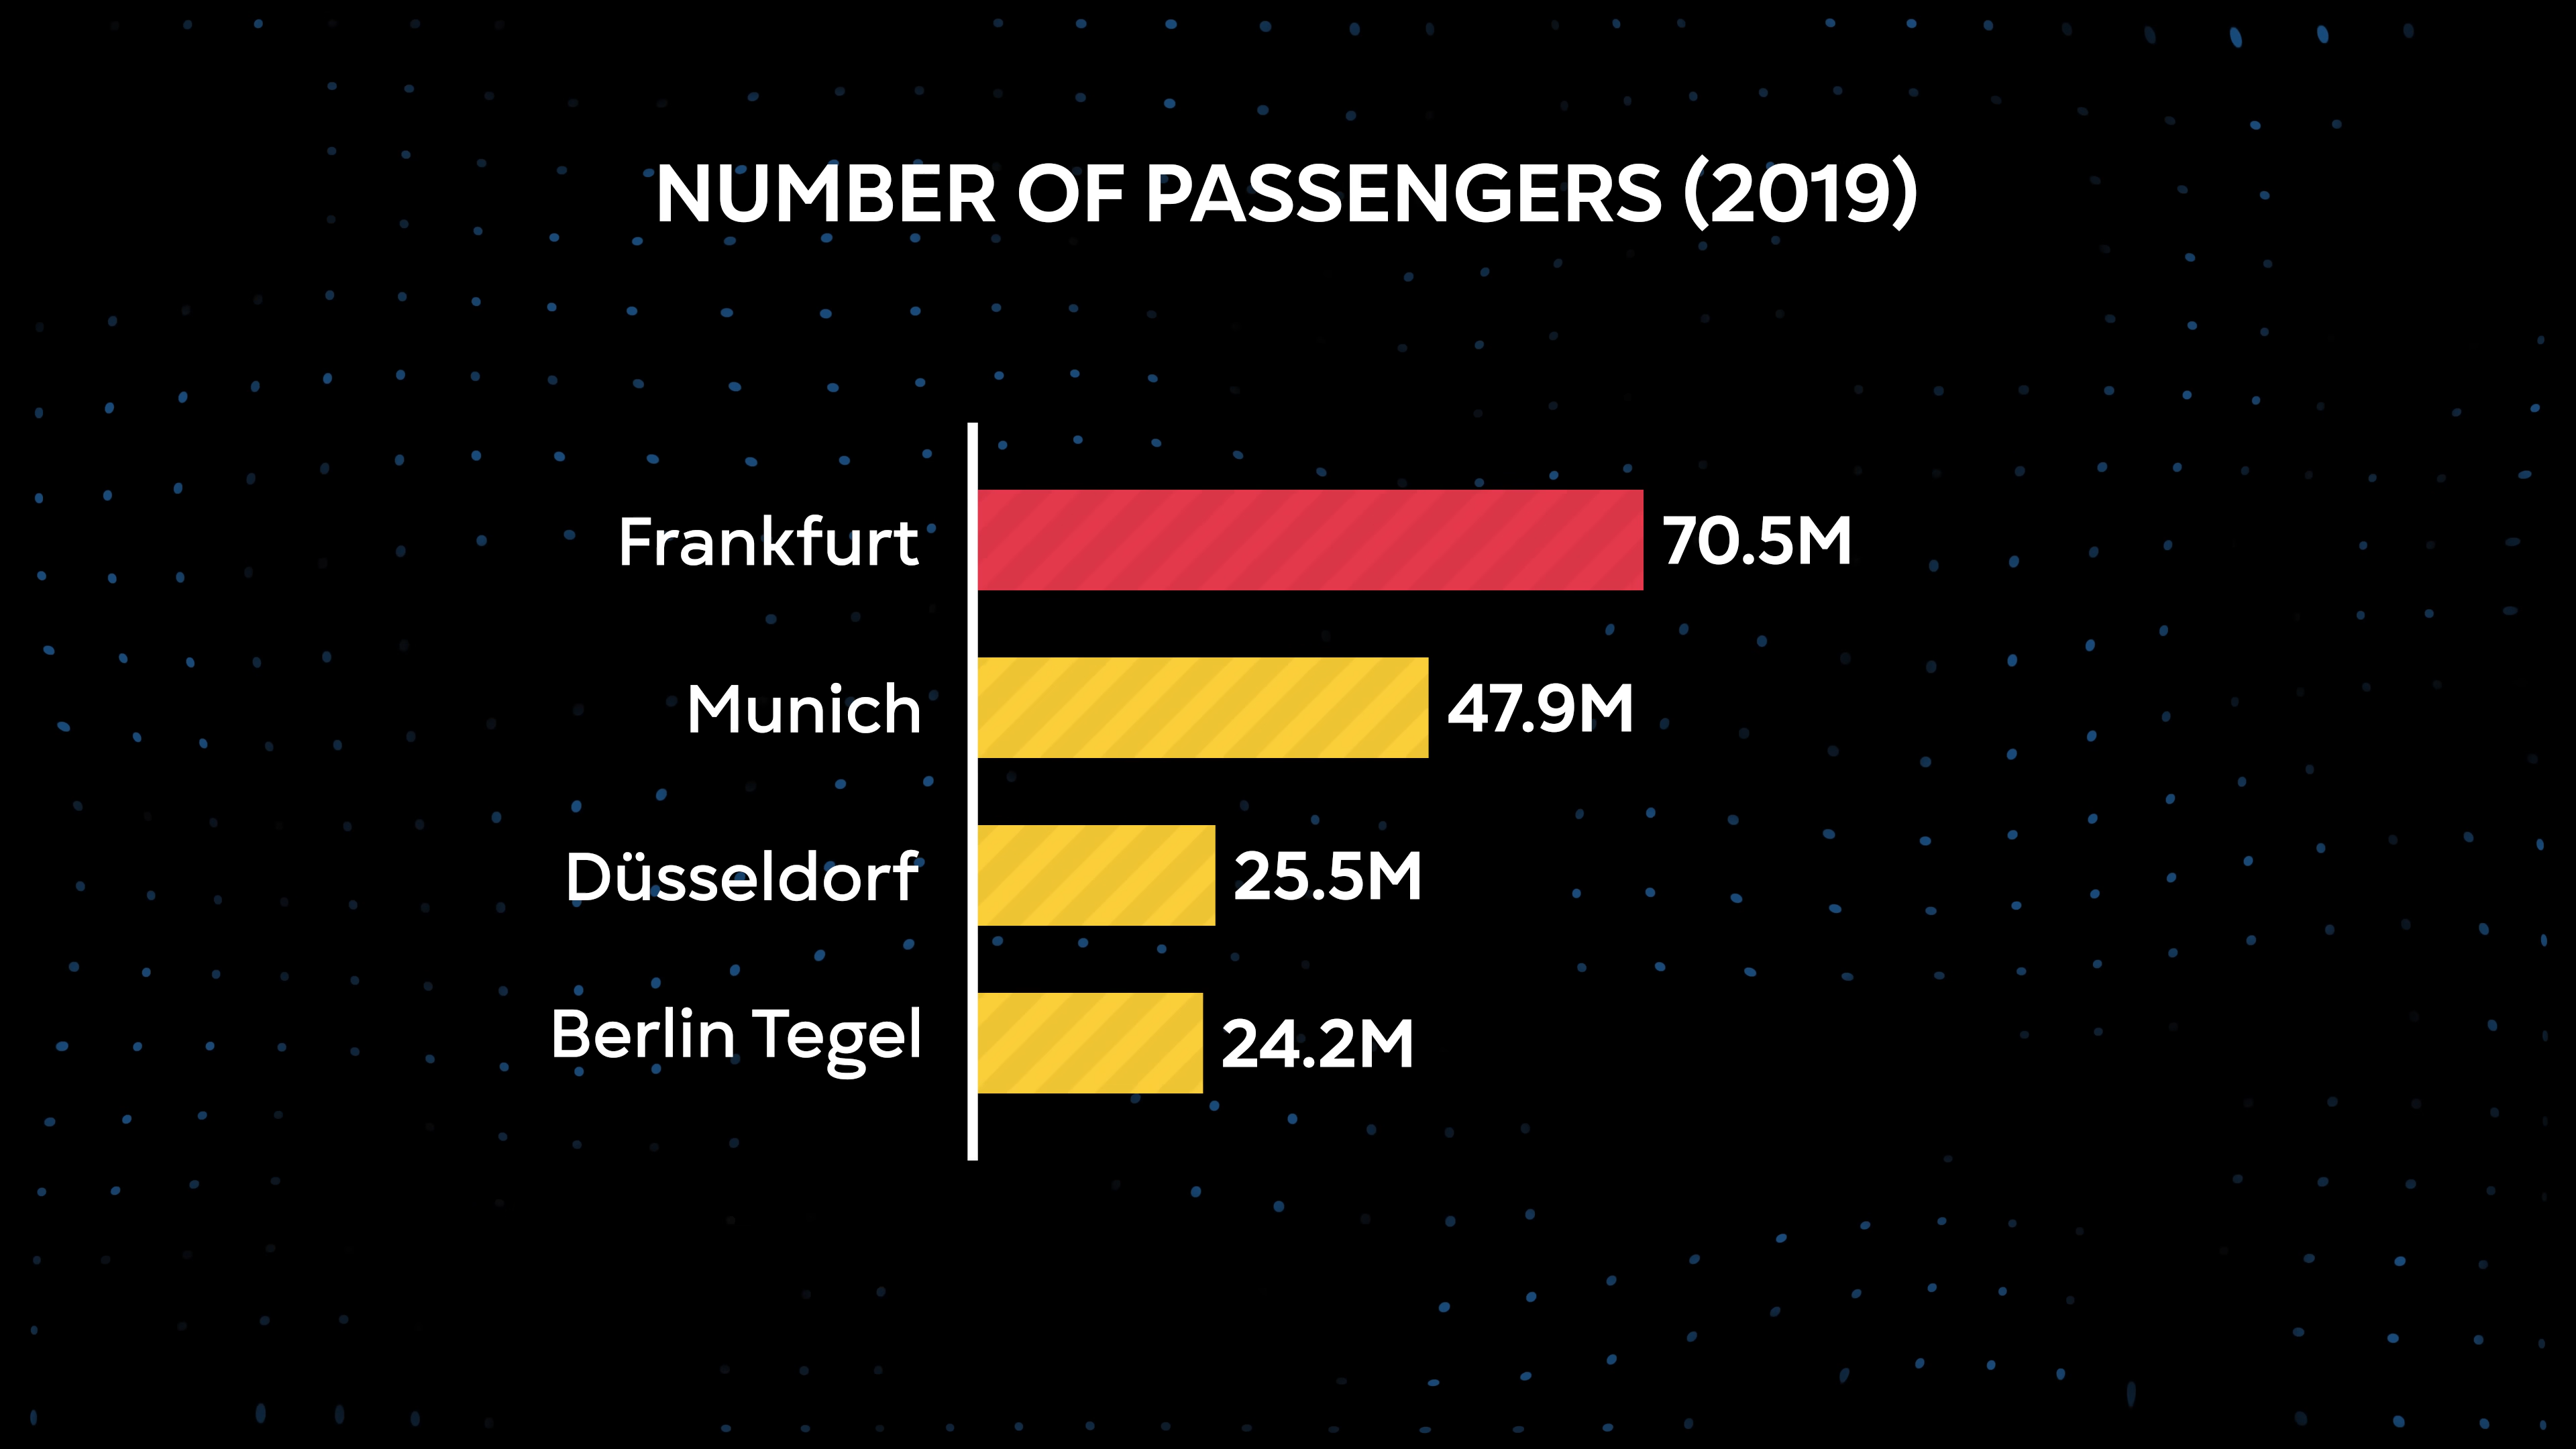 NUMBER OF PASSENGERS (2019)
Frankfurt 70.5M
Munich 47.9M
Düsseldorf 25.5M
Berlin Tegel 24.2M